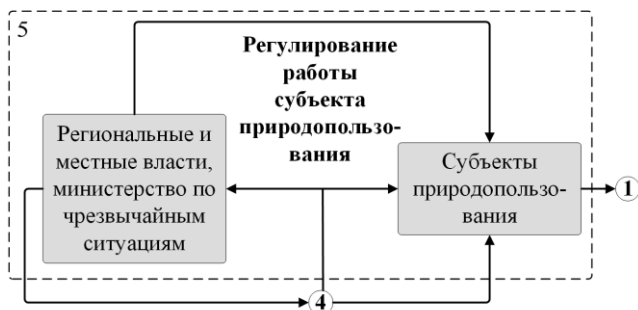 5
Регулирование
работы
субъекта
природопользо-
вания
Региональные и
местные власти,
министерство по
чрезвычайным
ситуациям
Субъекты
природопользо-
вания
1
4